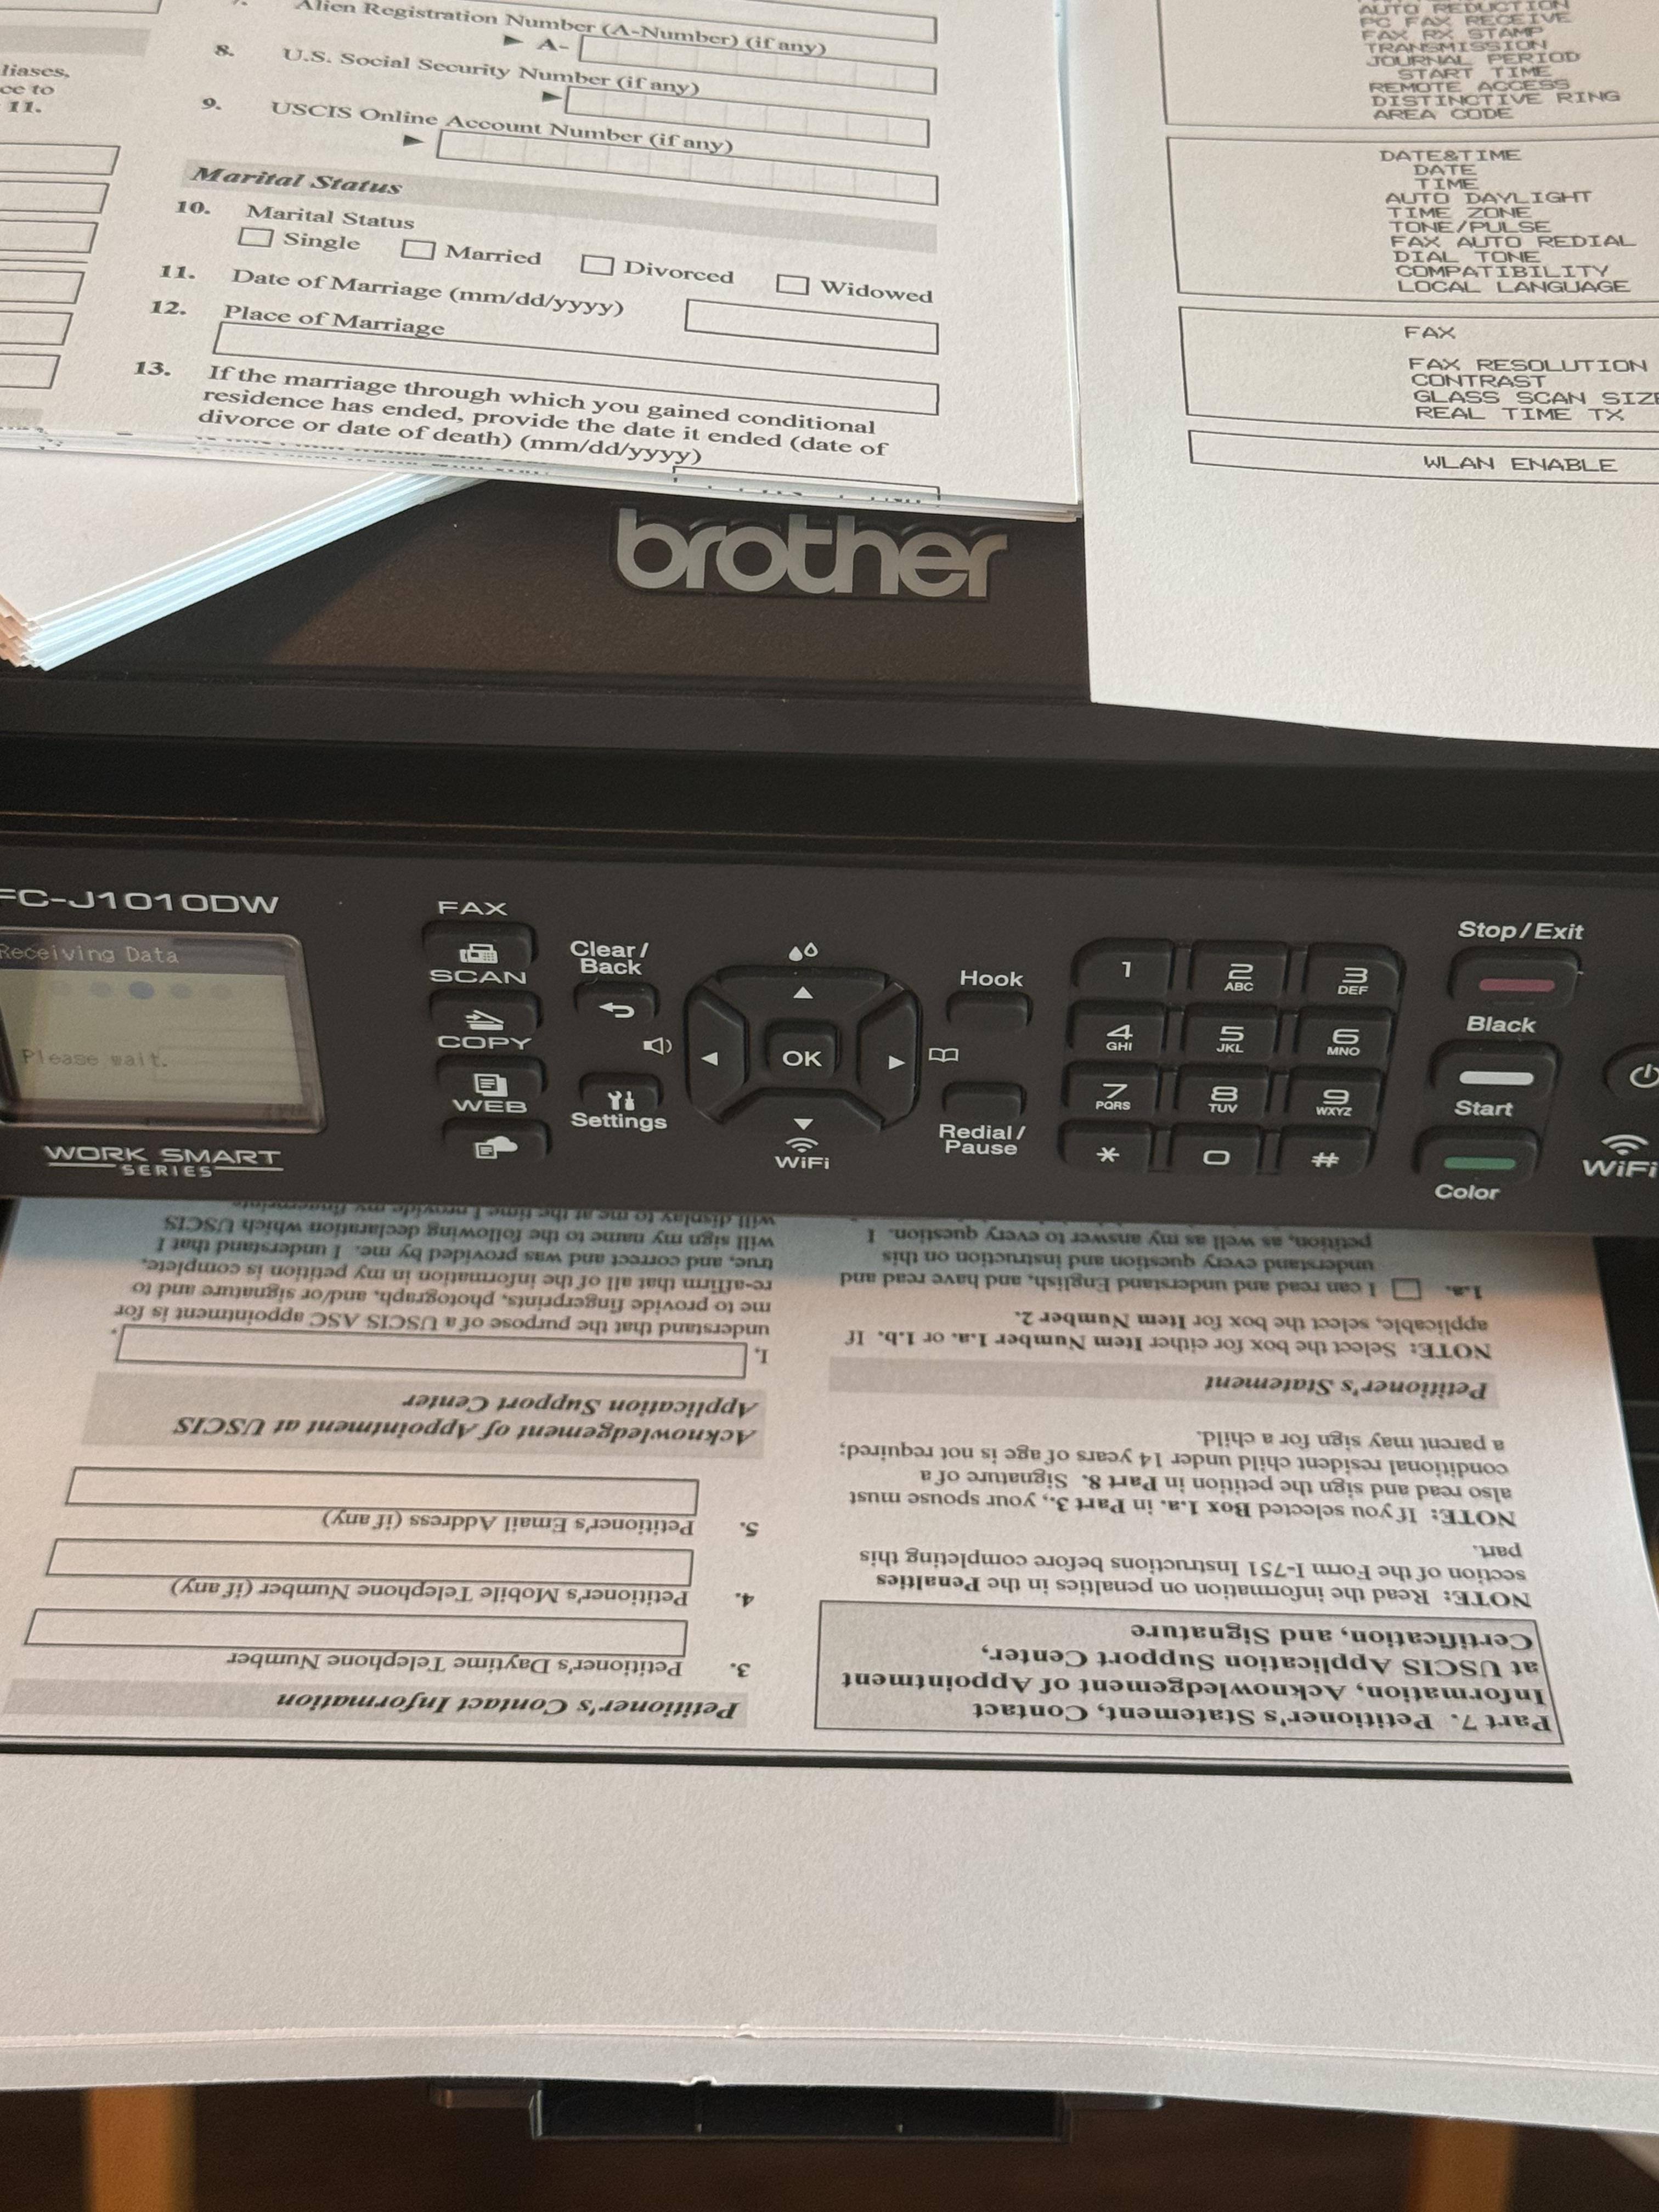 Alien Registration Number (A-Number) (if any)
► A-
8. U.S. Social Security Number (if any)
►
9. USCIS Online Account Number (if any)
►
Marital Status
10. Marital Status
Single Married Divorced Widowed
11. Date of Marriage (mm/dd/yyyy)
12. Place of Marriage
13. If the marriage through which you gained conditional
residence has ended, provide the date it ended (date of
divorce or date of death) (mm/dd/yyyy)
liases,
ce to
11.
AUTO REDUCTION
PC FAX RECEIVE
FAX RX STAMP
TRANSMISSION
JOURNAL PERIOD
START TIME
REMOTE ACCESS
DISTINCTIVE RING
AREA CODE
DATE&TIME
DATE
TIME
AUTO DAYLIGHT
TIME ZONE
TONE/PULSE
FAX AUTO REDIAL
DIAL TONE
COMPATIBILITY
LOCAL LANGUAGE
FAX
FAX RESOLUTION
CONTRAST
GLASS SCAN SIZE
REAL TIME TX
WLAN ENABLE
brother
FC-J1010DW
Receiving Data
Please wait.
WORK SMART
SERIES
FAX
SCAN
COPY
WEB
Clear/
Back
Settings
OK
WiFi
Hook
Redial/
Pause
1 2 ABC 3 DEF
4 GHI 5 JKL 6 MNO
7 PQRS 8 TUV 9 WXYZ
* 0 #
Stop/Exit
Black
Start
Color
WiFi
Part 7. Petitioner's Statement, Contact
Information, Acknowledgement of Appointment
at USCIS Application Support Center,
Certification, and Signature
NOTE: Read the information on penalties in the Penalties
section of the Form I-751 Instructions before completing this
part.
NOTE: If you selected Box 1.a. in Part 3., your spouse must
also read and sign the petition in Part 8. Signature of a
conditional resident child under 14 years of age is not required;
a parent may sign for a child.
Petitioner's Statement
NOTE: Select the box for either Item Number 1.a. or 1.b. If
applicable, select the box for Item Number 2.
1.a. I can read and understand English, and have read and
understand every question and instruction on this
petition, as well as my answer to every question. I
Petitioner's Contact Information
3. Petitioner's Daytime Telephone Number
4. Petitioner's Mobile Telephone Number (if any)
5. Petitioner's Email Address (if any)
Acknowledgement of Appointment at USCIS
Application Support Center
I, ,
understand that the purpose of a USCIS ASC appointment is for
me to provide fingerprints, photograph, and/or signature and to
re-affirm that all of the information in my petition is complete,
true, and correct and was provided by me. I understand that I
will sign my name to the following declaration which USCIS
will display to me at the time I provide my fingerprints